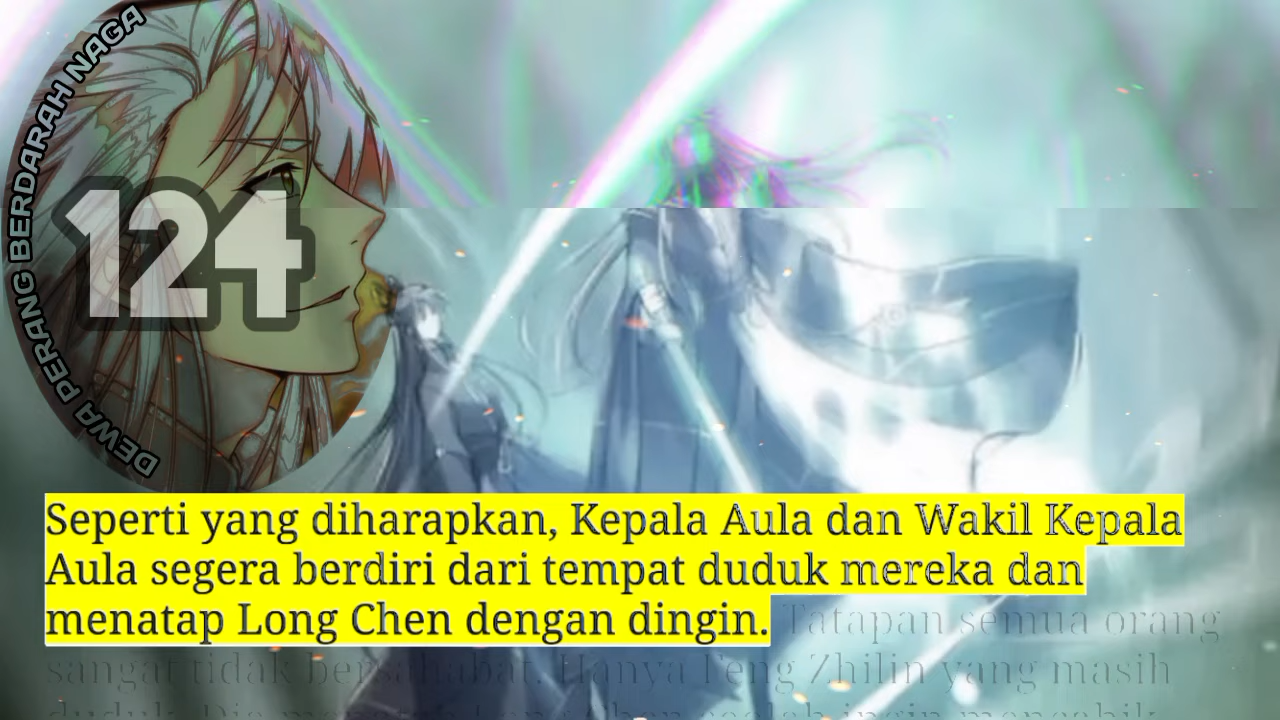 DEWA PERANG BERDARAH NAGA
124
Seperti yang diharapkan, Kepala Aula dan Wakil Kepala
Aula segera berdiri dari tempat duduk mereka dan
menatap Long Chen dengan dingin. Tatapan semua orang
sangat tidak bersahabat. Hanya Feng Zhilin yang masih